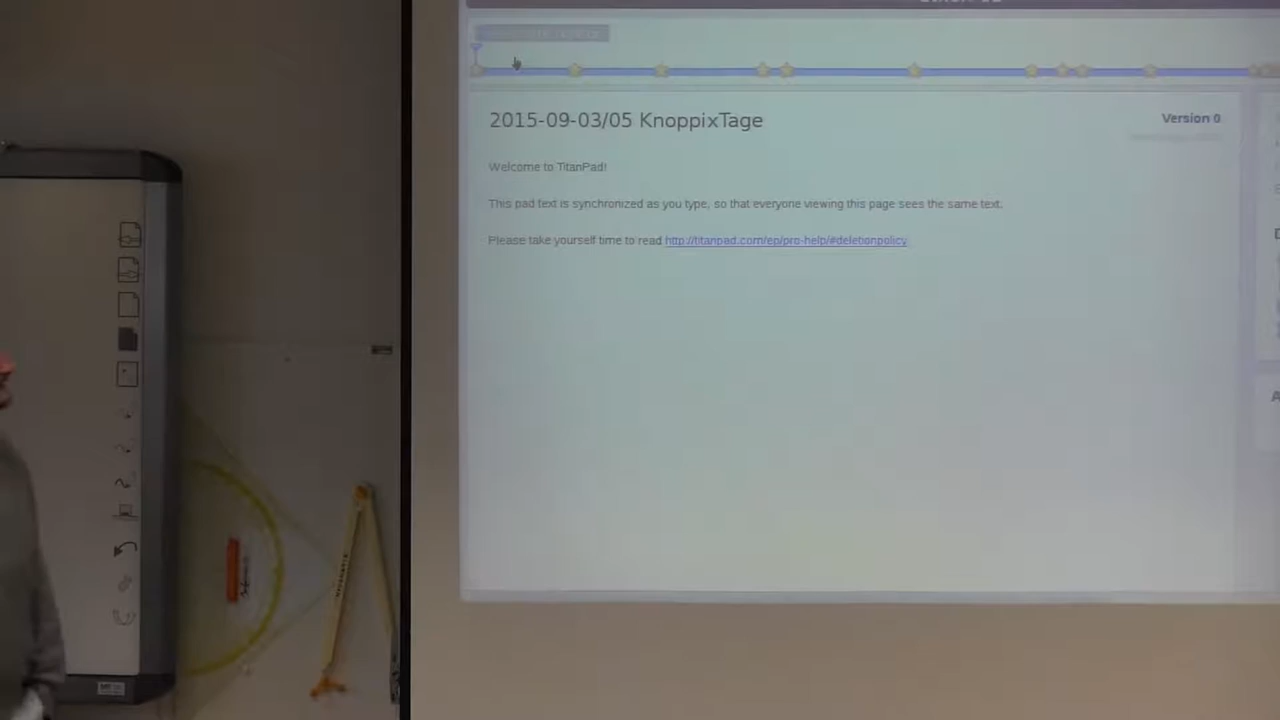 2015-09-03/05 KnoppixTage
Version 0
Welcome to TitanPad!
This pad text is synchronized as you type, so that everyone viewing this page sees the same text.
Please take yourself time to read http://titanpad.com/ep/pro-help/#deletionpolicy